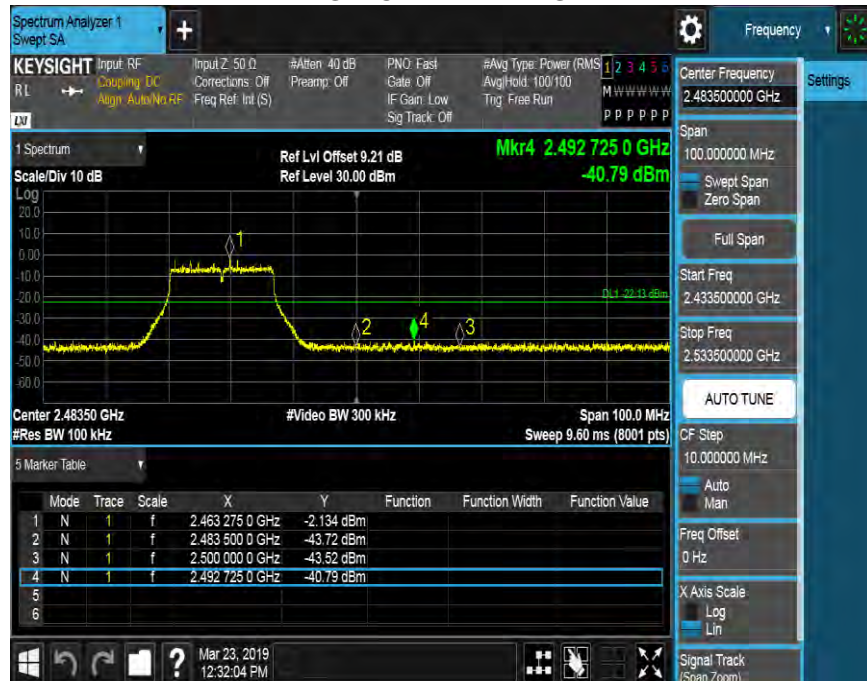 Spectrum Analyzer 1
Swept SA
+
Frequency
KEYSIGHT
Input: RF
Coupling: DC
Align: Auto/No RF
Input Z: 50 Ω
Corrections: Off
Freq Ref: Int (S)
#Atten: 40 dB
Preamp: Off
PNO: Fast
Gate: Off
IF Gain: Low
Sig Track: Off
#Avg Type: Power (RMS
Avg|Hold: 100/100
Trig: Free Run
1 2 3 4 5 6
M W W W W W
P P P P P P
RL
LXI
1 Spectrum
Scale/Div 10 dB
Ref Lvl Offset 9.21 dB
Ref Level 30.00 dBm
Mkr4 2.492 725 0 GHz
-40.79 dBm
Log
20.0
10.0
0.00
-10.0
-20.0
-30.0
-40.0
-50.0
-60.0
1
2
4
3
DL1 -22.13 dBm
Center 2.48350 GHz
#Res BW 100 kHz
#Video BW 300 kHz
Span 100.0 MHz
Sweep 9.60 ms (8001 pts)
5 Marker Table
Mode Trace Scale X Y Function Function Width Function Value
1 N 1 f 2.463 275 0 GHz -2.134 dBm
2 N 1 f 2.483 500 0 GHz -43.72 dBm
3 N 1 f 2.500 000 0 GHz -43.52 dBm
4 N 1 f 2.492 725 0 GHz -40.79 dBm
5
6
?
Mar 23, 2019
12:32:04 PM
Center Frequency
2.483500000 GHz
Settings
Span
100.000000 MHz
Swept Span
Zero Span
Full Span
Start Freq
2.433500000 GHz
Stop Freq
2.533500000 GHz
AUTO TUNE
CF Step
10.000000 MHz
Auto
Man
Freq Offset
0 Hz
X Axis Scale
Log
Lin
Signal Track
(Span Zoom)